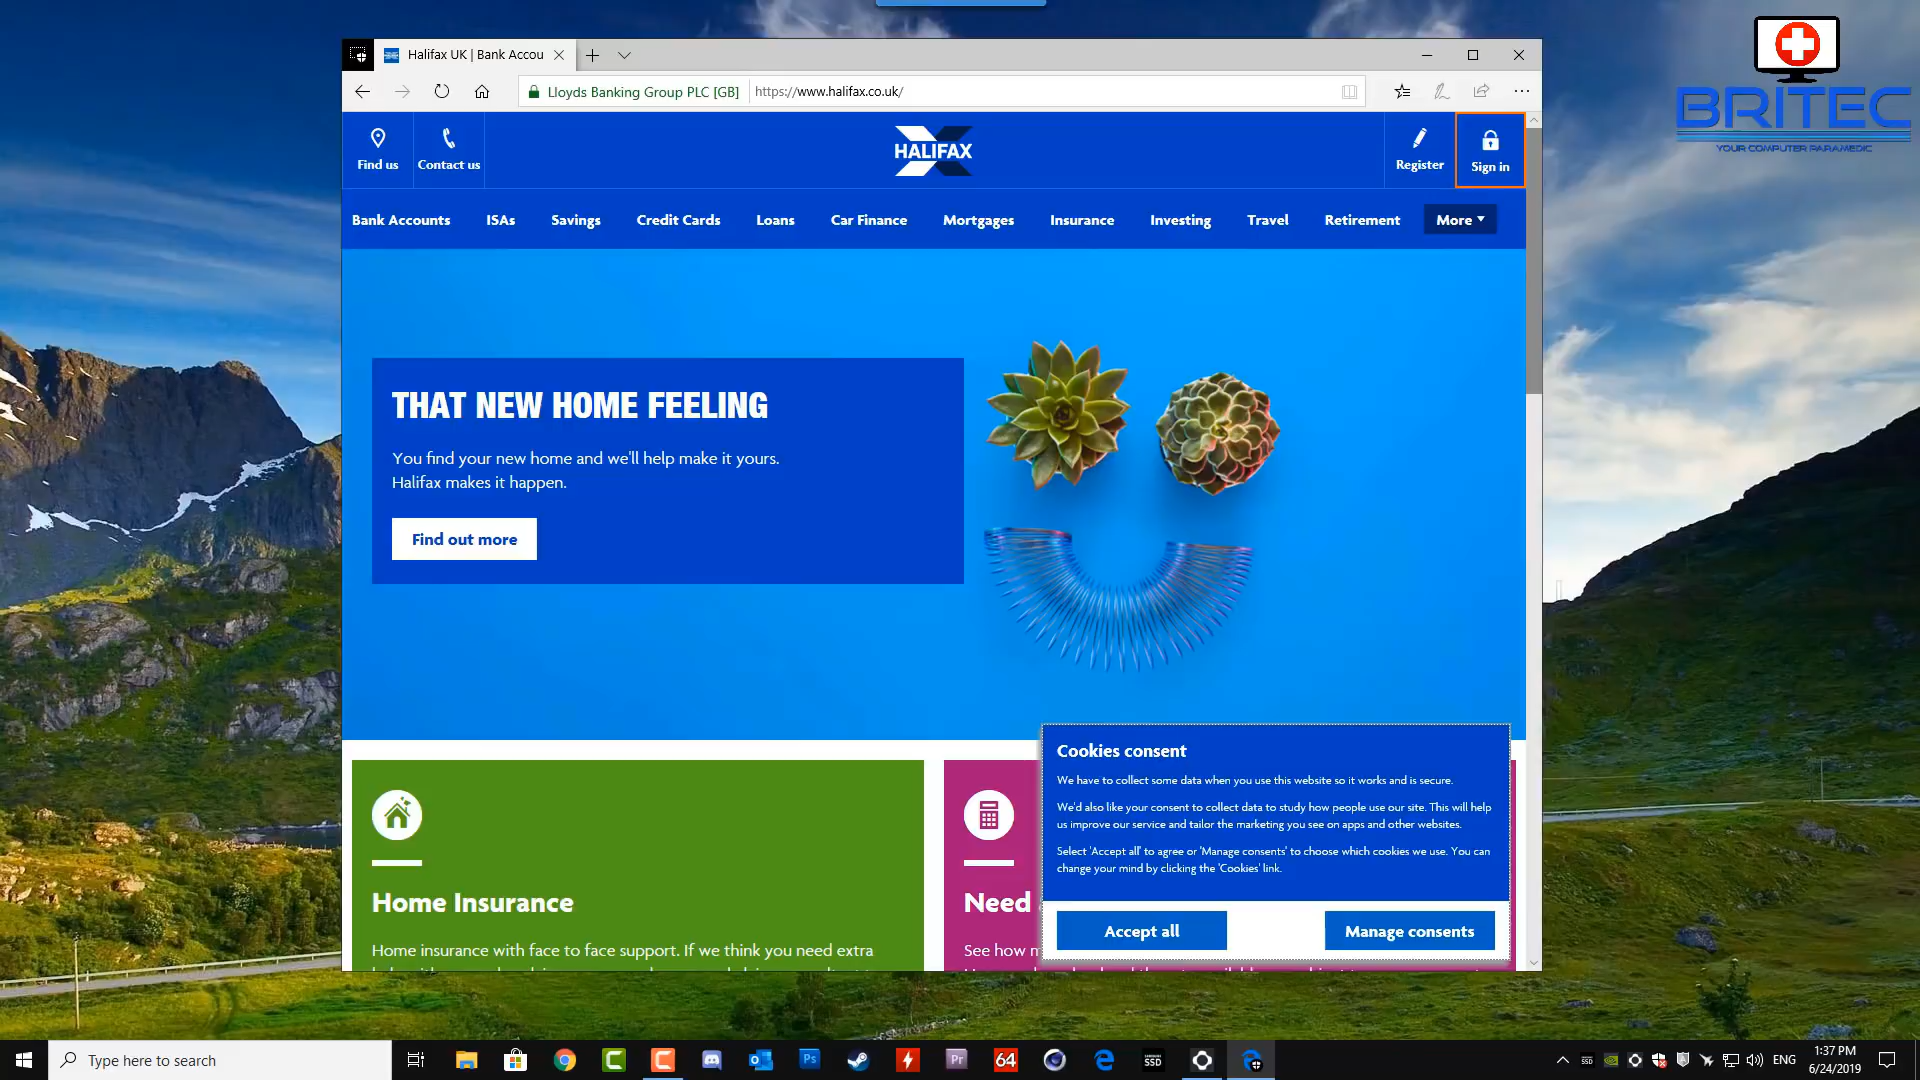 Halifax UK | Bank Accou
Lloyds Banking Group PLC [GB]
https://www.halifax.co.uk/
BRITEC
YOUR COMPUTER PARAMEDIC
Find us
Contact us
HALIFAX
Register
Sign in
Bank Accounts
ISAs
Savings
Credit Cards
Loans
Car Finance
Mortgages
Insurance
Investing
Travel
Retirement
More
THAT NEW HOME FEELING
You find your new home and we'll help make it yours.
Halifax makes it happen.
Find out more
Home Insurance
Home insurance with face to face support. If we think you need extra
Need
See how m
Cookies consent
We have to collect some data when you use this website so it works and is secure.
We'd also like your consent to collect data to study how people use our site. This will help
us improve our service and tailor the marketing you see on apps and other websites.
Select 'Accept all' to agree or 'Manage consents' to choose which cookies we use. You can
change your mind by clicking the 'Cookies' link.
Accept all
Manage consents
Type here to search
Ps
Pr
64
SSD
SSD
ENG
1:37 PM
6/24/2019